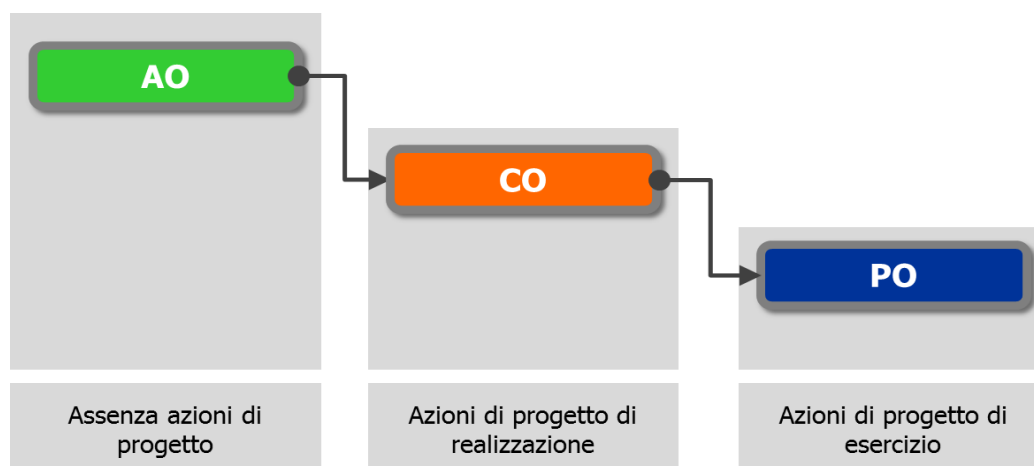 AO
CO
PO
Assenza azioni di
progetto
Azioni di progetto di
realizzazione
Azioni di progetto di
esercizio